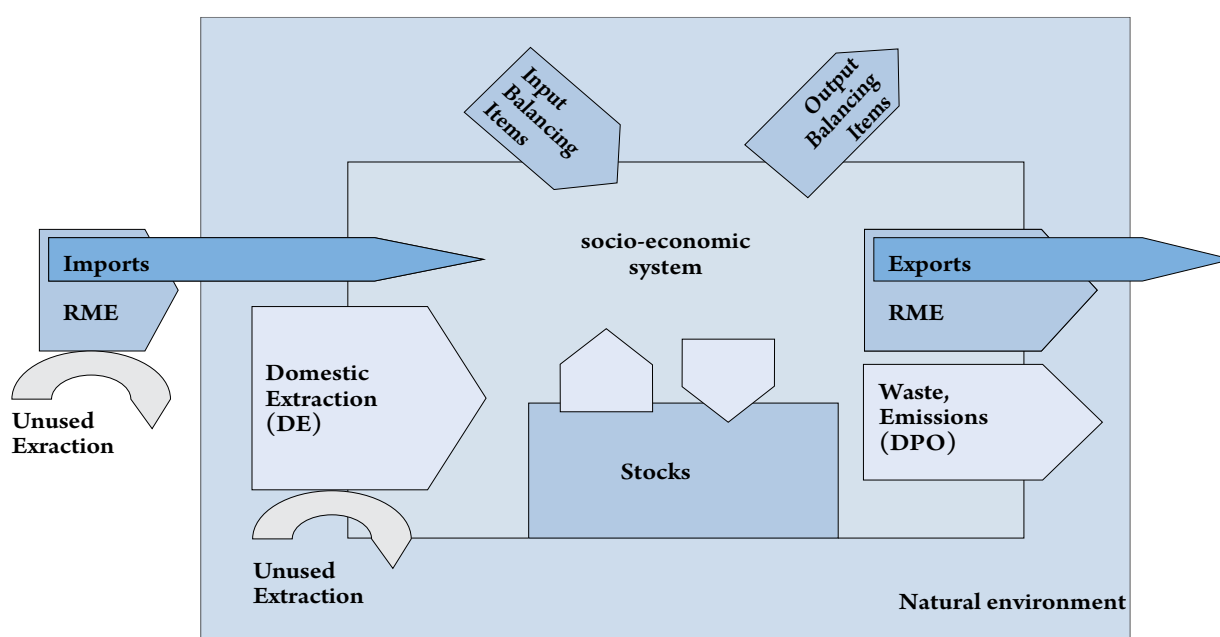 Input
Balancing
Items
Output
Balancing
Items
socio-economic
system
Imports
RME
Exports
RME
Domestic
Extraction
(DE)
Waste,
Emissions
(DPO)
Unused
Exraction
Stocks
Unused
Extraction
Natural environment